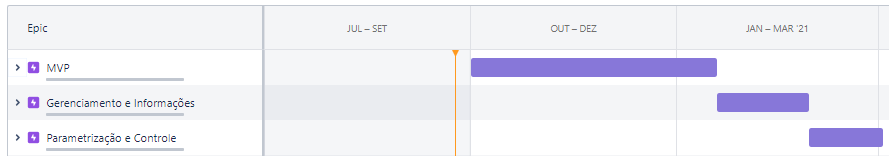 Epic
JUL – SET
OUT – DEZ
JAN – MAR '21
MVP
Gerenciamento e Informações
Parametrização e Controle